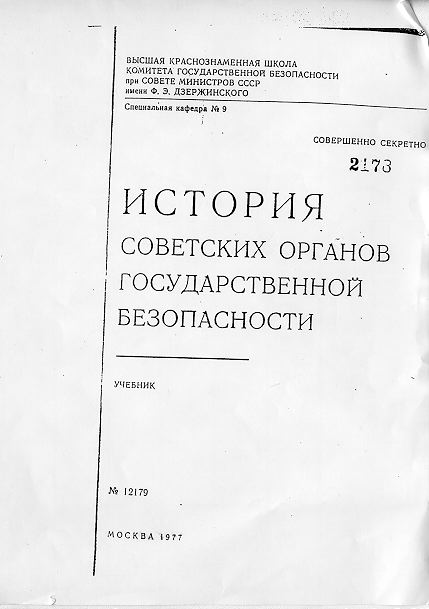 ВЫСШАЯ КРАСНОЗНАМЕННАЯ ШКОЛА
КОМИТЕТА ГОСУДАРСТВЕННОЙ БЕЗОПАСНОСТИ
при СОВЕТЕ МИНИСТРОВ СССР
имени Ф. Э. ДЗЕРЖИНСКОГО
Специальная кафедра № 9
СОВЕРШЕННО СЕКРЕТНО
2173
ИСТОРИЯ
СОВЕТСКИХ ОРГАНОВ
ГОСУДАРСТВЕННОЙ
БЕЗОПАСНОСТИ
УЧЕБНИК
№ 12179
МОСКВА 1977